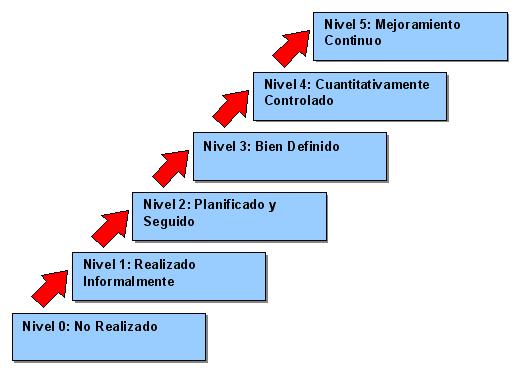 Nivel 5: Mejoramiento
Continuo
Nivel 4: Cuantitativamente
Controlado
Nivel 3: Bien Definido
Nivel 2: Planificado y
Seguido
Nivel 1: Realizado
Informalmente
Nivel 0: No Realizado